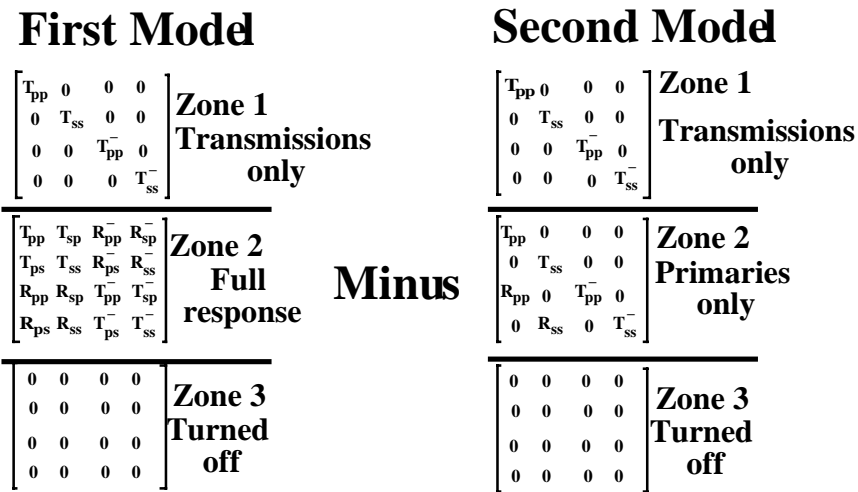 First Model
Second Model
T_pp 0 0 0
0 T_ss 0 0
0 0 T̄_pp 0
0 0 0 T̄_ss
Zone 1
Transmissions
only
T_pp 0 0 0
0 T_ss 0 0
0 0 T̄_pp 0
0 0 0 T̄_ss
Zone 1
Transmissions
only
T_pp T_sp R̄_pp R̄_sp
T_ps T_ss R̄_ps R̄_ss
R_pp R_sp T̄_pp T̄_sp
R_ps R_ss T̄_ps T̄_ss
Zone 2
Full
response
Minus
T_pp 0 0 0
0 T_ss 0 0
R_pp 0 T̄_pp 0
0 R_ss 0 T̄_ss
Zone 2
Primaries
only
0 0 0 0
0 0 0 0
0 0 0 0
0 0 0 0
Zone 3
Turned
off
0 0 0 0
0 0 0 0
0 0 0 0
0 0 0 0
Zone 3
Turned
off